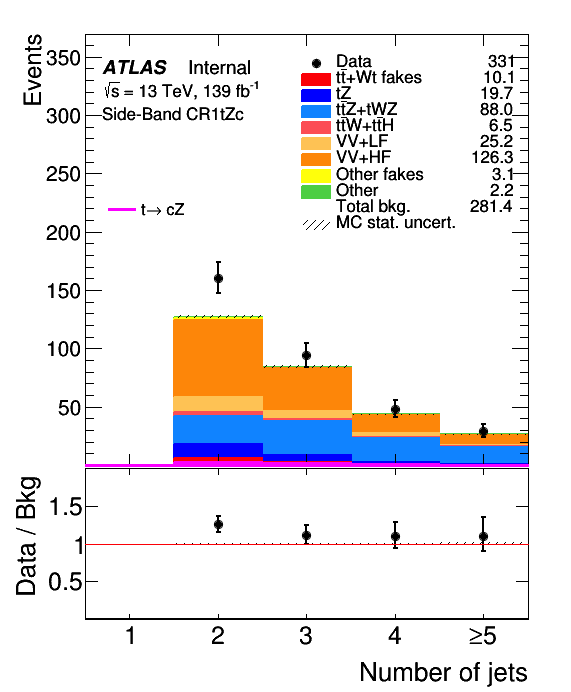 Events
350
300
250
200
150
100
50
ATLAS Internal
√s = 13 TeV, 139 fb⁻¹
Side-Band CR1tZc
t→ cZ
Data 331
tt̄+Wt fakes 10.1
tZ 19.7
tt̄Z+tWZ 88.0
tt̄W+tt̄H 6.5
VV+LF 25.2
VV+HF 126.3
Other fakes 3.1
Other 2.2
Total bkg. 281.4
MC stat. uncert.
Data / Bkg
1.5
1
0.5
1 2 3 4 ≥5
Number of jets